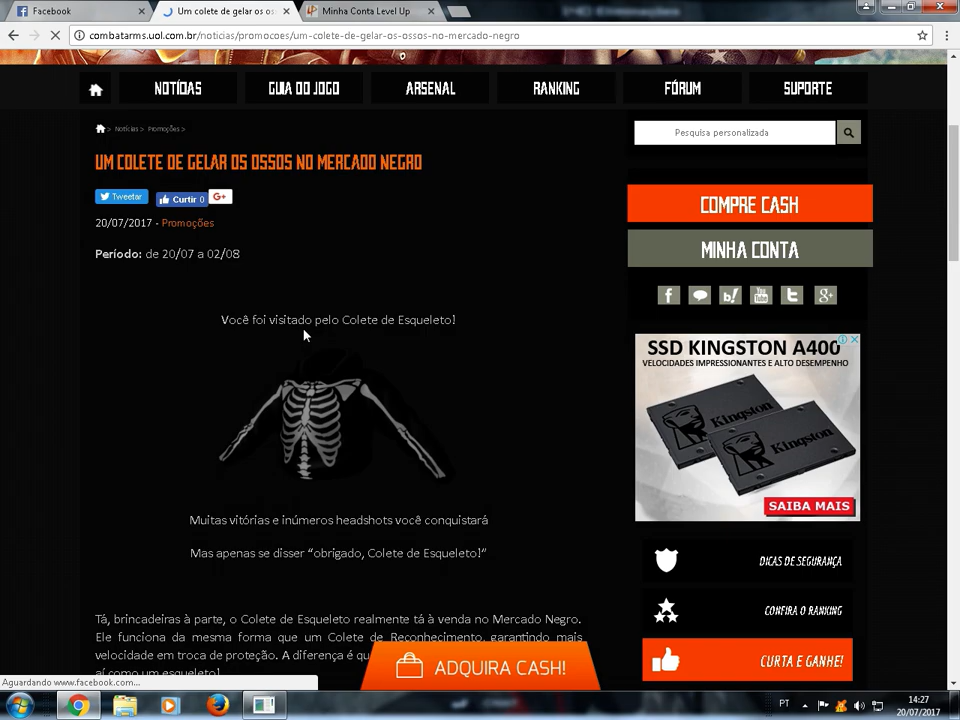 Facebook
Um colete de gelar os os
Minha Conta Level Up
combatarms.uol.com.br/noticias/promocoes/um-colete-de-gelar-os-ossos-no-mercado-negro
NOTÍCIAS
GUIA DO JOGO
ARSENAL
RANKING
FÓRUM
SUPORTE
> Notícias > Promoções >
Pesquisa personalizada
UM COLETE DE GELAR OS OSSOS NO MERCADO NEGRO
Tweetar
Curtir 0
G+
COMPRE CASH
20/07/2017 - Promoções
MINHA CONTA
Período: de 20/07 a 02/08
f
b!
You Tube
t
g+
Você foi visitado pelo Colete de Esqueleto!
SSD KINGSTON A400
VELOCIDADES IMPRESSIONANTES E ALTO DESEMPENHO
Kingston
Kingston
SAIBA MAIS
Muitas vitórias e inúmeros headshots você conquistará
Mas apenas se disser “obrigado, Colete de Esqueleto!”
DICAS DE SEGURANÇA
CONFIRA O RANKING
Tá, brincadeiras à parte, o Colete de Esqueleto realmente tá à venda no Mercado Negro.
Ele funciona da mesma forma que um Colete de Reconhecimento, garantindo mais
velocidade em troca de proteção. A diferença é qu
aí como um esqueleto!
ADQUIRA CASH!
CURTA E GANHE!
Aguardando www.facebook.com...
PT
14:27
20/07/2017